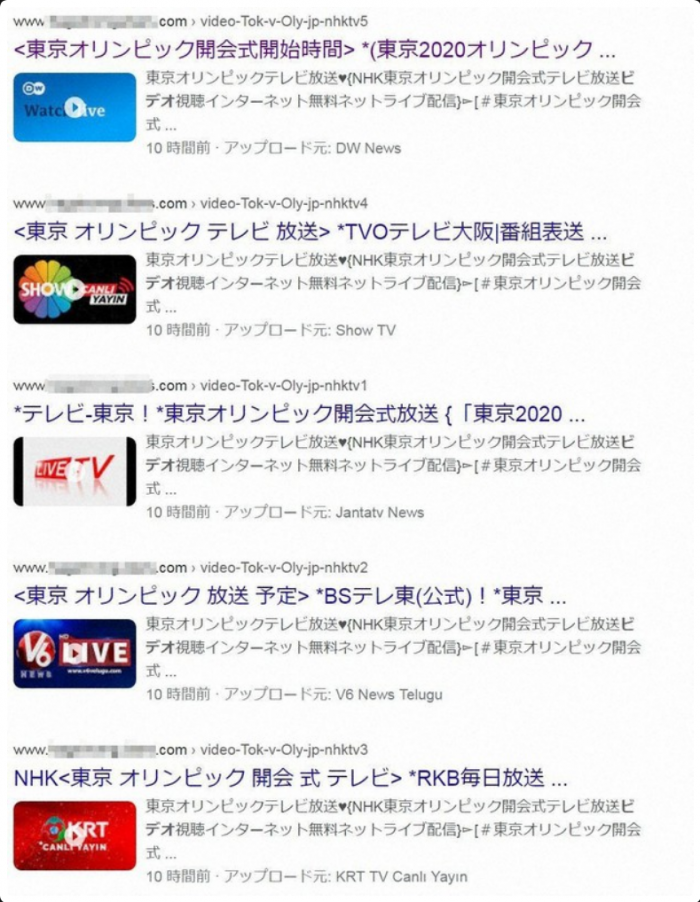 www.
.com › video-Tok-v-Oly-jp-nhktv5
<東京オリンピック開会式開始時間> *(東京2020オリンピック ...
DW
Watch Live
東京オリンピックテレビ放送♥{NHK東京オリンピック開会式テレビ放送ビ
デオ視聴インターネット無料ネットライブ配信}➳[＃東京オリンピック開会
式 ...
10 時間前 · アップロード元: DW News
www.
.com › video-Tok-v-Oly-jp-nhktv4
<東京 オリンピック テレビ 放送> *TVOテレビ大阪|番組表送 ...
SHOW CANLI
YAYIN
東京オリンピックテレビ放送♥{NHK東京オリンピック開会式テレビ放送ビ
デオ視聴インターネット無料ネットライブ配信}➳[＃東京オリンピック開会
式 ...
10 時間前 · アップロード元: Show TV
www.
s.com › video-Tok-v-Oly-jp-nhktv1
*テレビ-東京！*東京オリンピック開会式放送 {「東京2020 ...
LIVE TV
東京オリンピックテレビ放送♥{NHK東京オリンピック開会式テレビ放送ビ
デオ視聴インターネット無料ネットライブ配信}➳[＃東京オリンピック開会
式 ...
10 時間前 · アップロード元: Jantatv News
www.
.com › video-Tok-v-Oly-jp-nhktv2
<東京 オリンピック 放送 予定> *BSテレ東(公式)！*東京 ...
V6 LIVE
NEWS www.v6velugu.com
東京オリンピックテレビ放送♥{NHK東京オリンピック開会式テレビ放送ビ
デオ視聴インターネット無料ネットライブ配信}➳[＃東京オリンピック開会
式 ...
10 時間前 · アップロード元: V6 News Telugu
www.
.com › video-Tok-v-Oly-jp-nhktv3
NHK<東京 オリンピック 開会 式 テレビ> *RKB毎日放送 ...
KRT
CANLI YAYIN
東京オリンピックテレビ放送♥{NHK東京オリンピック開会式テレビ放送ビ
デオ視聴インターネット無料ネットライブ配信}➳[＃東京オリンピック開会
式 ...
10 時間前 · アップロード元: KRT TV Canlı Yayın